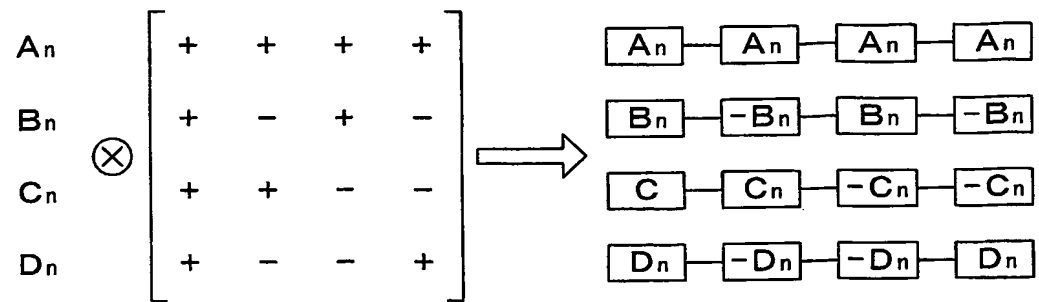 An + + + + An An An An
Bn + - + - Bn -Bn Bn -Bn
⊗
Cn + + - - C Cn -Cn -Cn
Dn + - - + Dn -Dn -Dn Dn